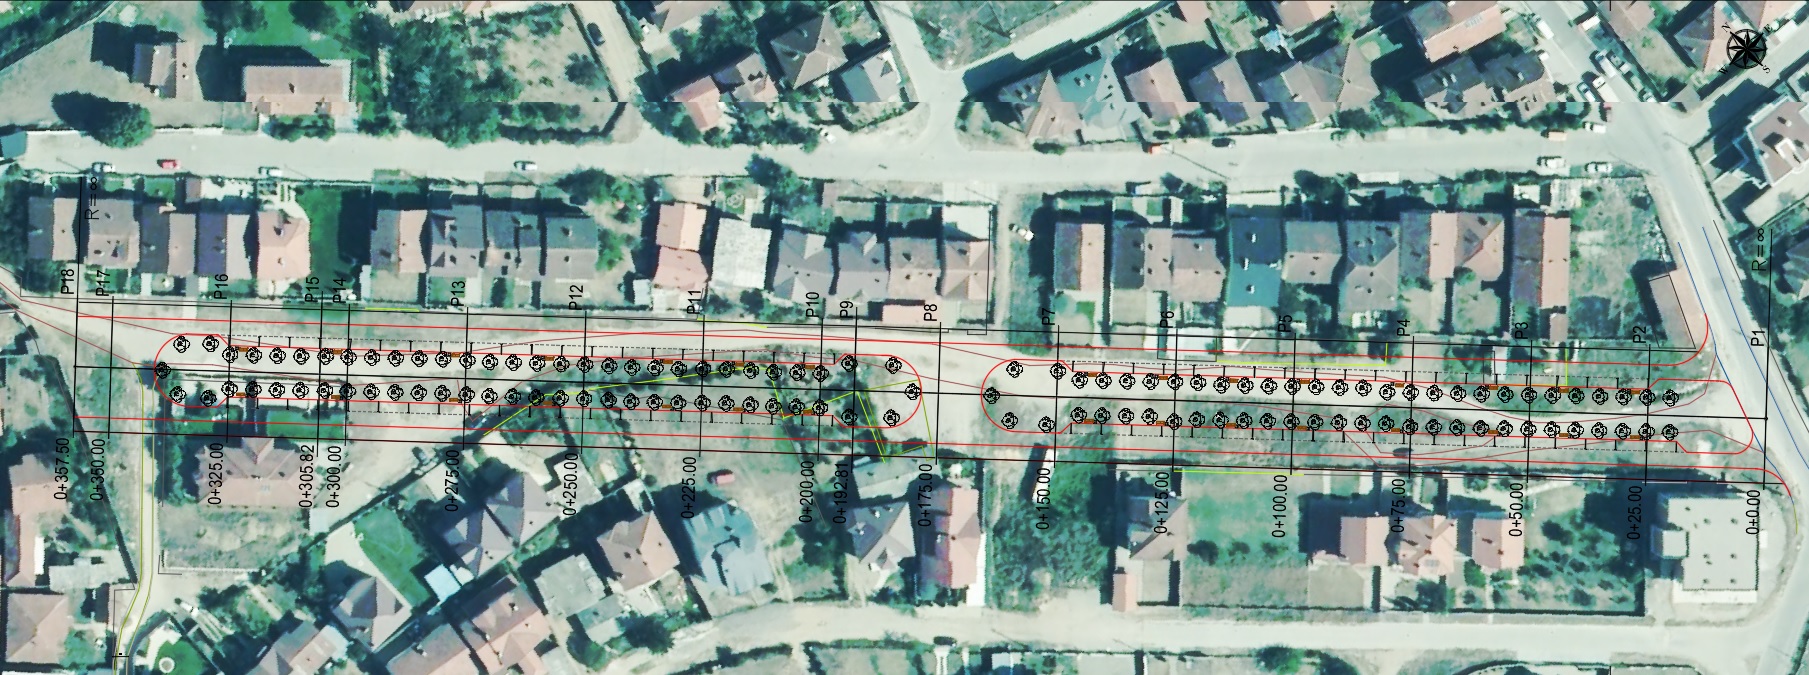 R=∞
P18
P17
P16
P15
P14
P13
P12
P11
P10
P9
P8
P7
P6
P5
P4
P3
P2
P1
R=∞
0+357.50
0+350.00
0+325.00
0+305.82
0+300.00
0+275.00
0+250.00
0+225.00
0+200.00
0+192.81
0+175.00
0+150.00
0+125.00
0+100.00
0+75.00
0+50.00
0+25.00
0+0.00
N
E
S
W